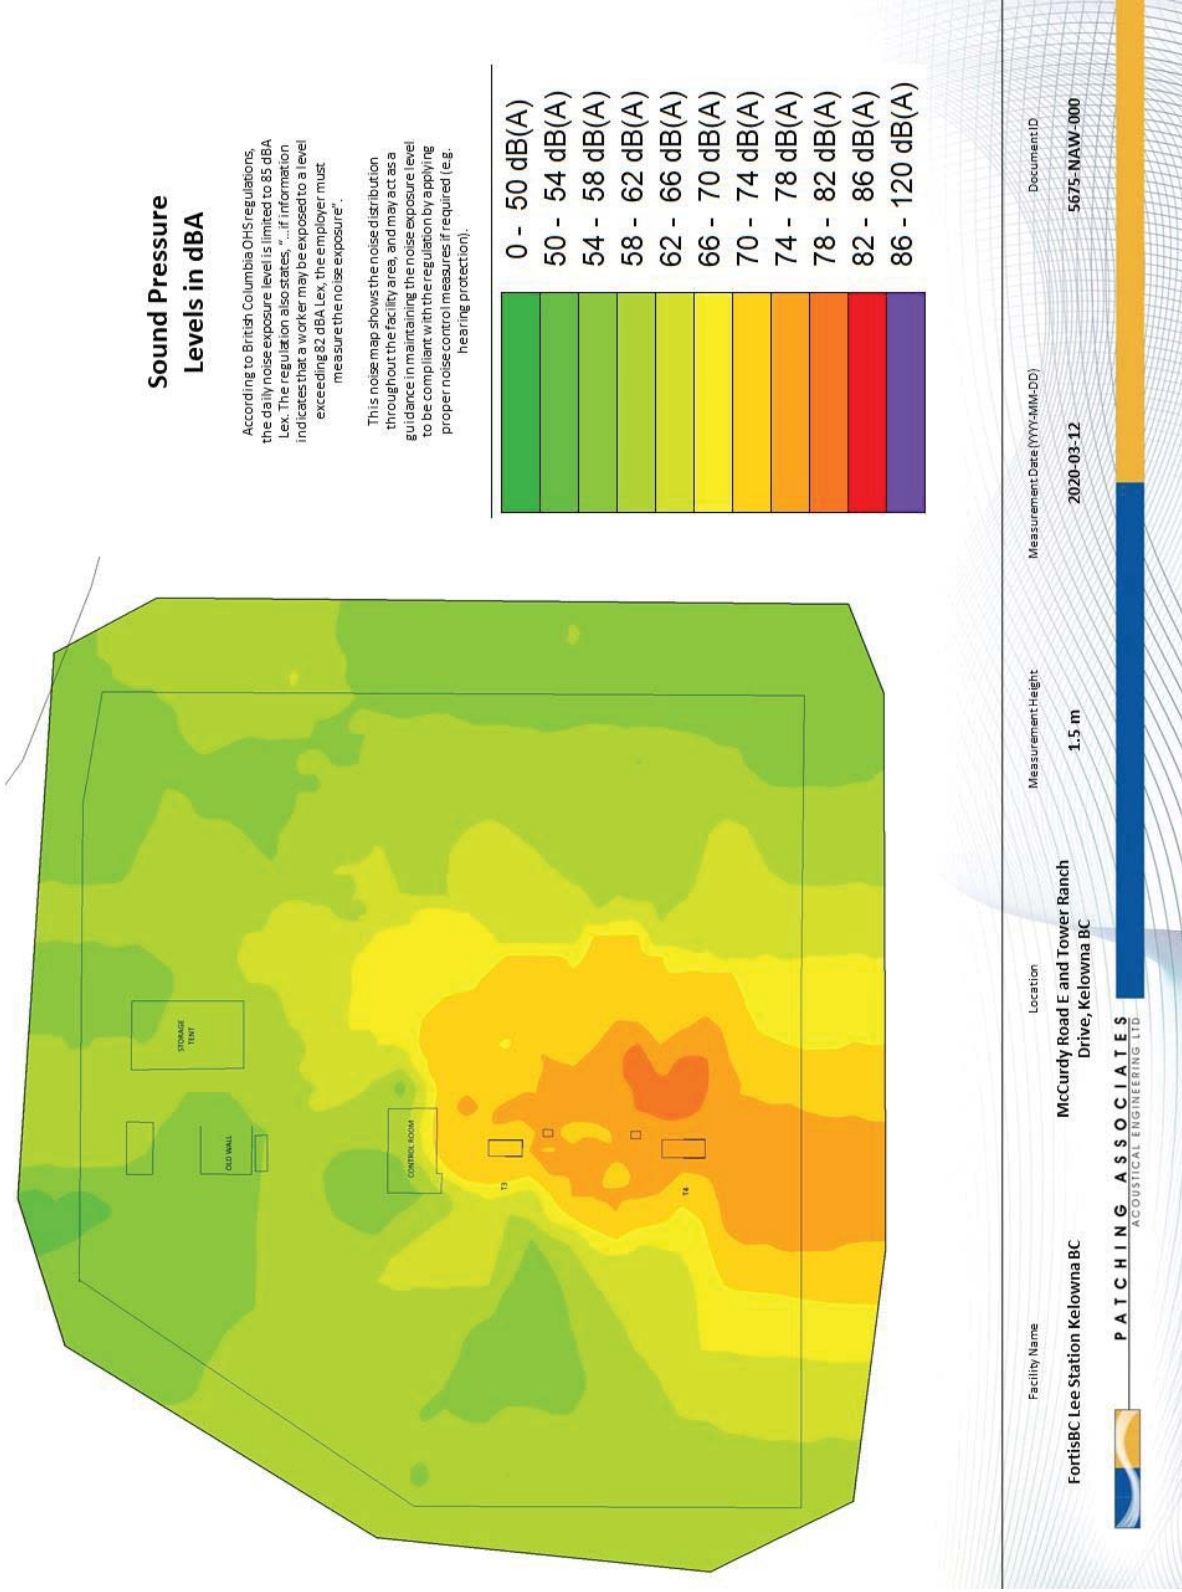 Sound Pressure
Levels in dBA
According to British Columbia OHS regulations,
the daily noise exposure level is limited to 85 dBA
Lex. The regulation also states, "...if information
indicates that a worker may be exposed to a level
exceeding 82 dBA Lex, the employer must
measure the noise exposure".
This noise map shows the noise distribution
throughout the facility area, and may act as a
guidance in maintaining the noise exposure level
to be compliant with the regulation by applying
proper noise control measures if required (e.g.
hearing protection).
0 - 50 dB(A)
50 - 54 dB(A)
54 - 58 dB(A)
58 - 62 dB(A)
62 - 66 dB(A)
66 - 70 dB(A)
70 - 74 dB(A)
74 - 78 dB(A)
78 - 82 dB(A)
82 - 86 dB(A)
86 - 120 dB(A)
STORAGE
TENT
OLD WALL
CONTROL ROOM
T3
T4
Facility Name
FortisBC Lee Station Kelowna BC
Location
McCurdy Road E and Tower Ranch
Drive, Kelowna BC
Measurement Height
1.5 m
Measurement Date (YYYY-MM-DD)
2020-03-12
Document ID
5675-NAW-000
PATCHING ASSOCIATES
ACOUSTICAL ENGINEERING LTD